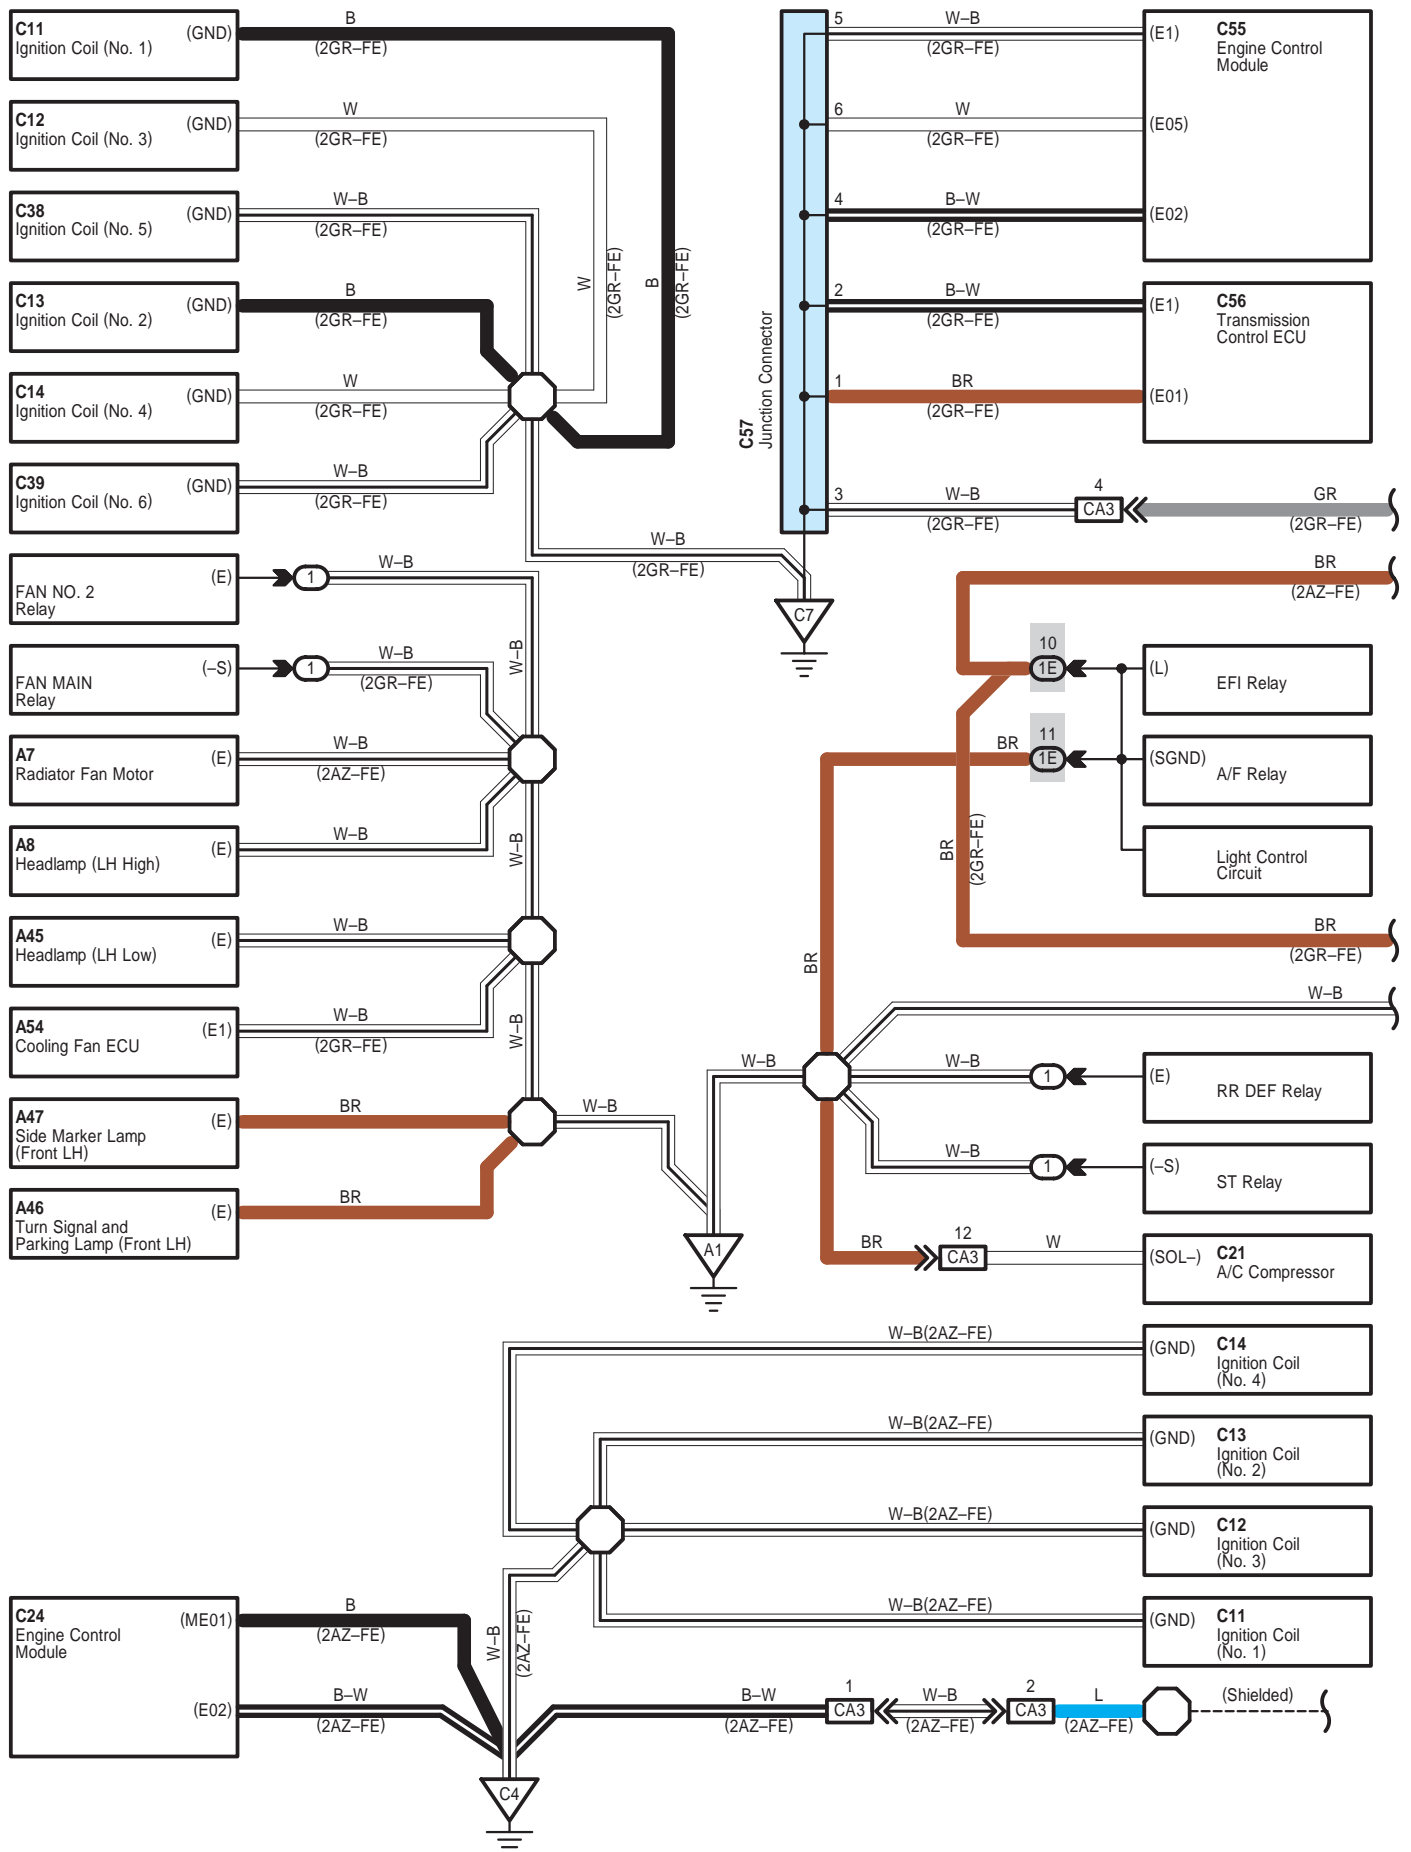 C11
Ignition Coil (No. 1)
(GND)
B
(2GR–FE)
C12
Ignition Coil (No. 3)
(GND)
W
(2GR–FE)
C38
Ignition Coil (No. 5)
(GND)
W–B
(2GR–FE)
C13
Ignition Coil (No. 2)
(GND)
B
(2GR–FE)
C14
Ignition Coil (No. 4)
(GND)
W
(2GR–FE)
C39
Ignition Coil (No. 6)
(GND)
W–B
(2GR–FE)
W
(2GR–FE)
B
(2GR–FE)
W–B
(2GR–FE)
C7
C57
Junction Connector
5
W–B
(2GR–FE)
(E1)
6
W
(2GR–FE)
(E05)
4
B–W
(2GR–FE)
(E02)
C55
Engine Control
Module
2
B–W
(2GR–FE)
(E1)
1
BR
(2GR–FE)
(E01)
C56
Transmission
Control ECU
3
W–B
(2GR–FE)
4
CA3
GR
(2GR–FE)
FAN NO. 2
Relay
(E)
1
W–B
FAN MAIN
Relay
(–S)
1
W–B
(2GR–FE)
W–B
A7
Radiator Fan Motor
(E)
W–B
(2AZ–FE)
A8
Headlamp (LH High)
(E)
W–B
W–B
A45
Headlamp (LH Low)
(E)
W–B
A54
Cooling Fan ECU
(E1)
W–B
(2GR–FE)
W–B
A47
Side Marker Lamp
(Front LH)
(E)
BR
A46
Turn Signal and
Parking Lamp (Front LH)
(E)
BR
W–B
A1
BR
(2AZ–FE)
10
1E
(L)
EFI Relay
11
1E
BR
(SGND)
A/F Relay
Light Control
Circuit
BR
(2GR–FE)
BR
(2GR–FE)
BR
W–B
W–B
W–B
1
(E)
RR DEF Relay
W–B
1
(–S)
ST Relay
BR
12
CA3
W
(SOL–)
C21
A/C Compressor
W–B(2AZ–FE)
(GND)
C14
Ignition Coil
(No. 4)
W–B(2AZ–FE)
(GND)
C13
Ignition Coil
(No. 2)
W–B(2AZ–FE)
(GND)
C12
Ignition Coil
(No. 3)
W–B(2AZ–FE)
(GND)
C11
Ignition Coil
(No. 1)
C24
Engine Control
Module
(ME01)
B
(2AZ–FE)
(E02)
B–W
(2AZ–FE)
W–B
(2AZ–FE)
B–W
(2AZ–FE)
1
CA3
W–B
(2AZ–FE)
2
CA3
L
(2AZ–FE)
(Shielded)
C4